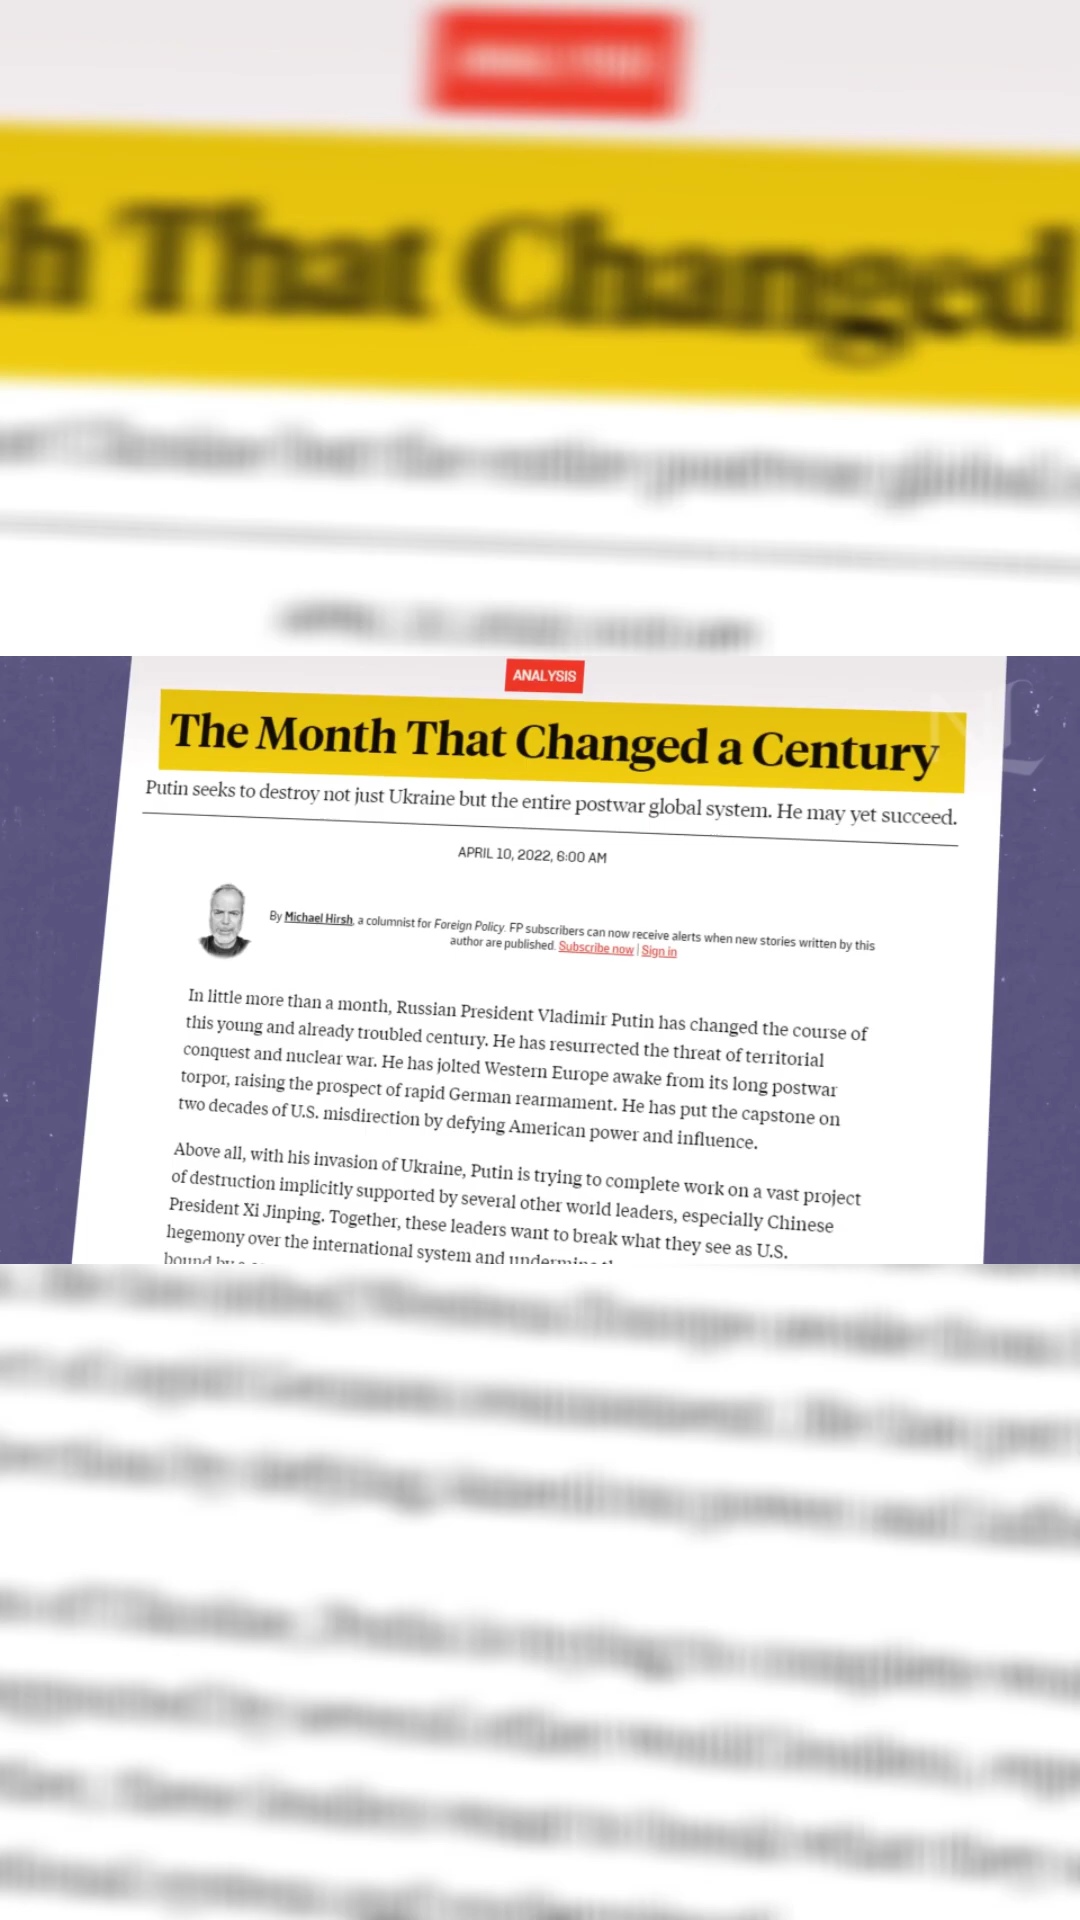 h That Changed
ANALYSIS
NL
The Month That Changed a Century
Putin seeks to destroy not just Ukraine but the entire postwar global system. He may yet succeed.
APRIL 10, 2022, 6:00 AM
By Michael Hirsh, a columnist for Foreign Policy. FP subscribers can now receive alerts when new stories written by this
author are published. Subscribe now | Sign in
In little more than a month, Russian President Vladimir Putin has changed the course of
this young and already troubled century. He has resurrected the threat of territorial
conquest and nuclear war. He has jolted Western Europe awake from its long postwar
torpor, raising the prospect of rapid German rearmament. He has put the capstone on
two decades of U.S. misdirection by defying American power and influence.
Above all, with his invasion of Ukraine, Putin is trying to complete work on a vast project
of destruction implicitly supported by several other world leaders, especially Chinese
President Xi Jinping. Together, these leaders want to break what they see as U.S.
hegemony over the international system and